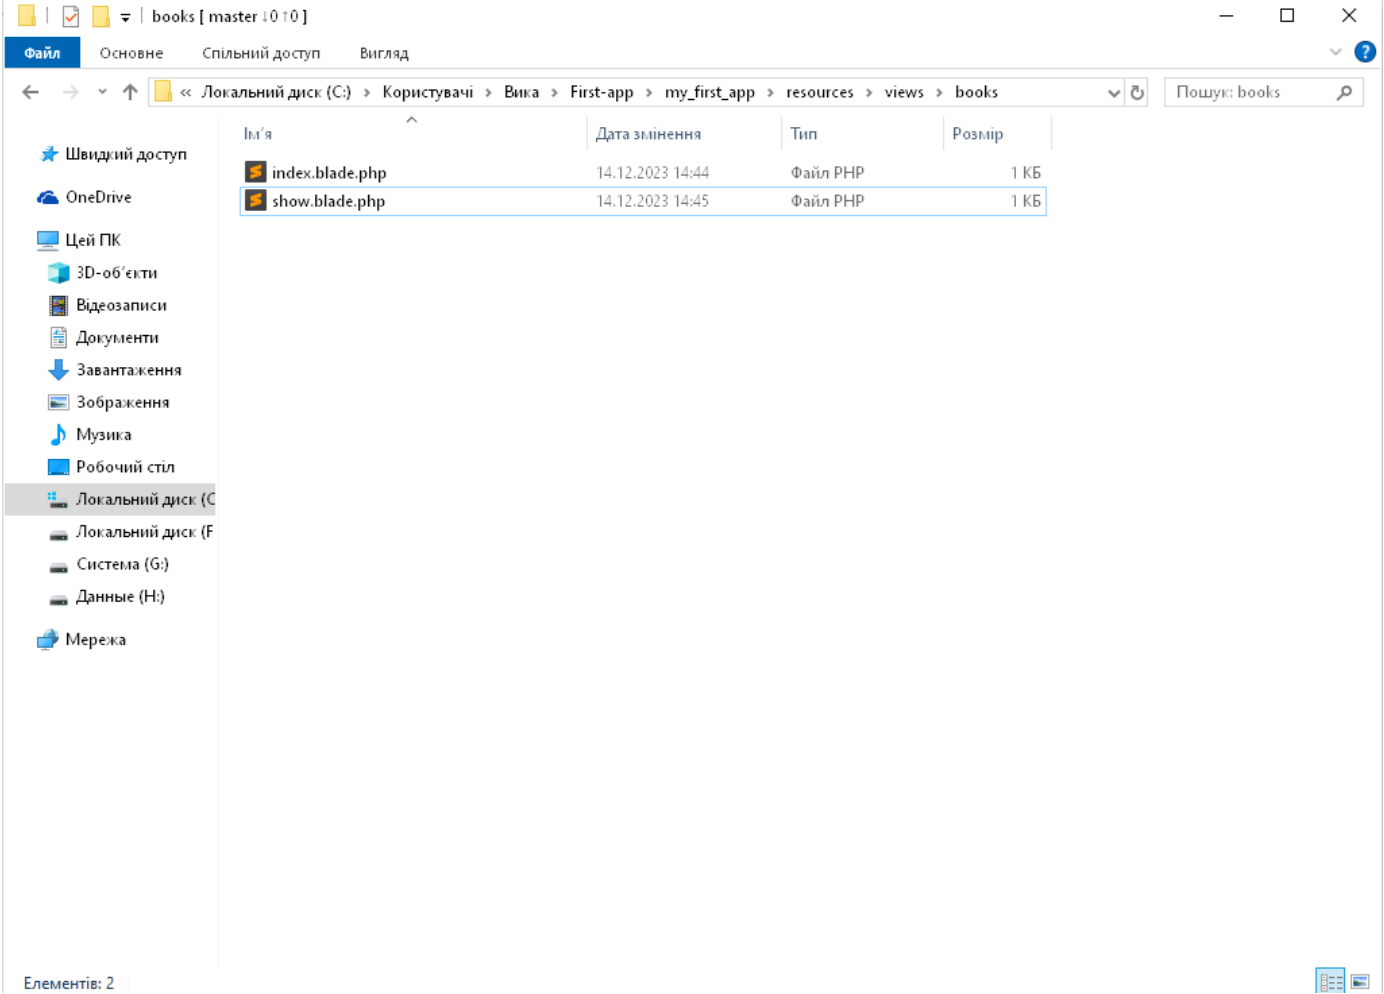 books [ master ↓0 ↑0 ]
Файл Основне Спільний доступ Вигляд
« Локальний диск (C:) > Користувачі > Вика > First-app > my_first_app > resources > views > books
Пошук: books
Ім'я Дата змінення Тип Розмір
index.blade.php 14.12.2023 14:44 Файл PHP 1 КБ
show.blade.php 14.12.2023 14:45 Файл PHP 1 КБ
Швидкий доступ
OneDrive
Цей ПК
3D-об'єкти
Відеозаписи
Документи
Завантаження
Зображення
Музика
Робочий стіл
Локальний диск (C
Локальний диск (F
Система (G:)
Данные (H:)
Мережа
Елементів: 2